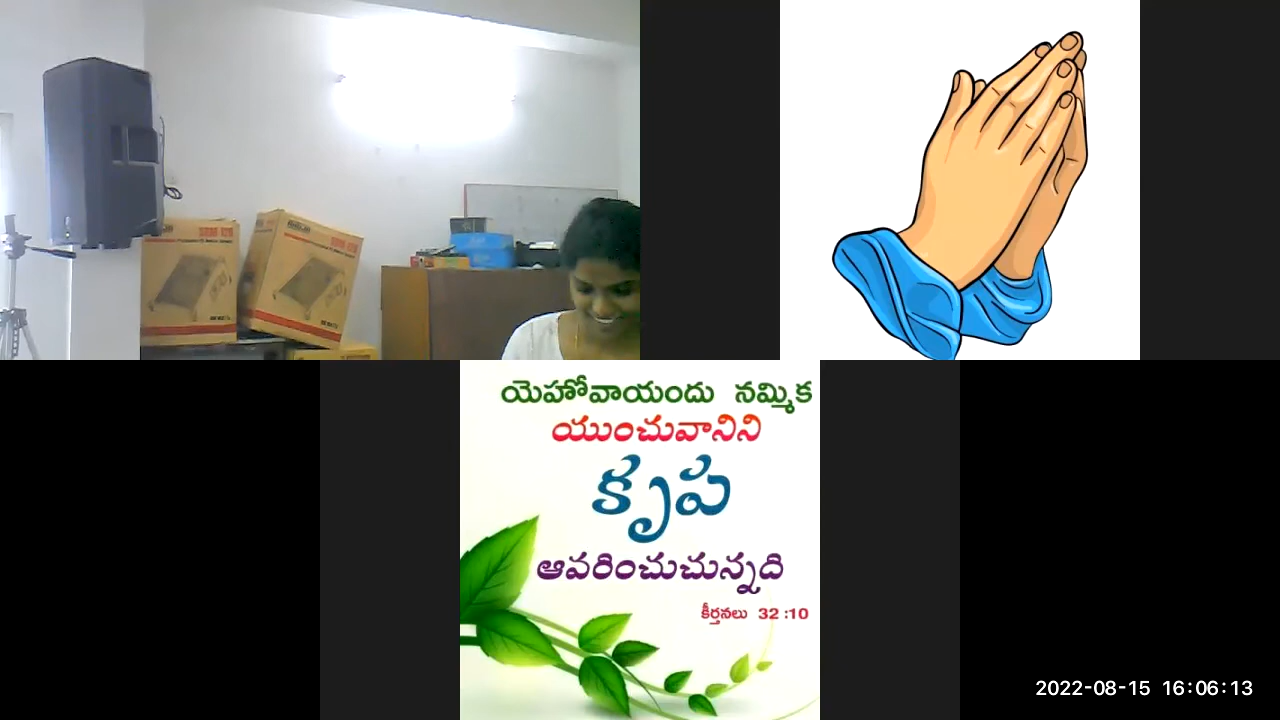 యెహోవాయందు నమ్మిక
యుంచువానిని
కృప
ఆవరించుచున్నది
కీర్తనలు 32 :10
2022-08-15 16:06:13